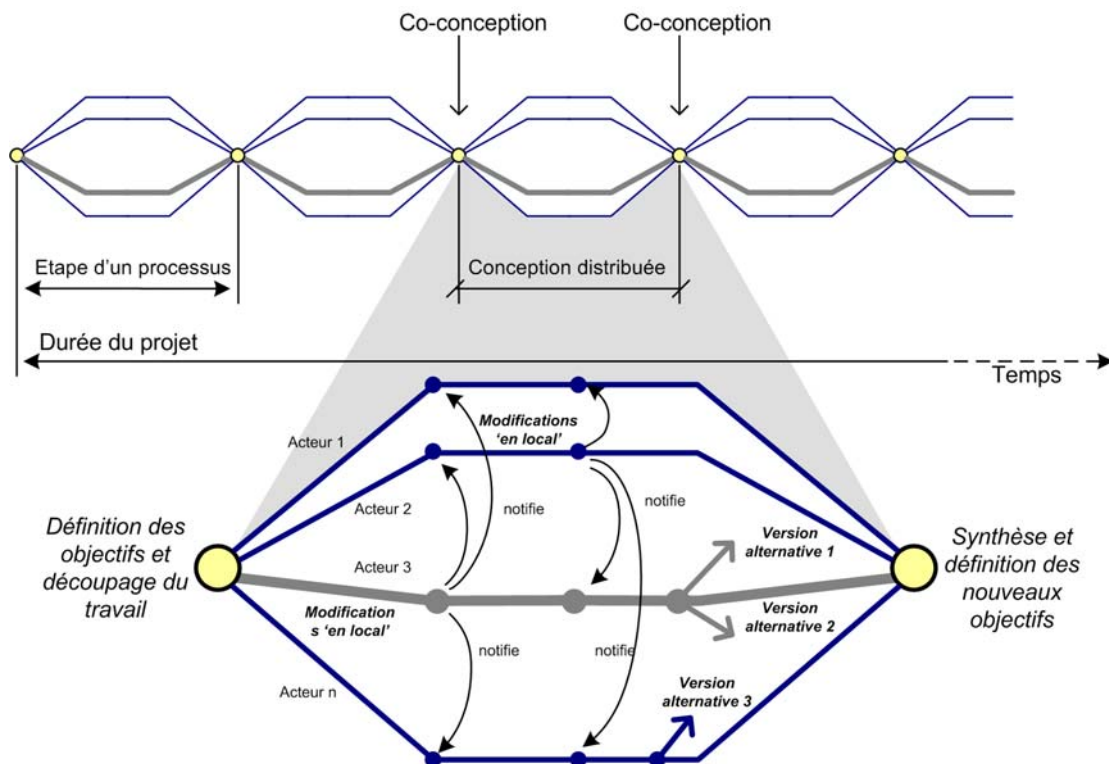 Co-conception
Co-conception
Etape d'un processus
Conception distribuée
Durée du projet
Temps
Modifications
'en local'
Acteur 1
Acteur 2
notifie
notifie
Définition des
objectifs et
découpage du
travail
Acteur 3
Version
alternative 1
Synthèse et
définition des
nouveaux
objectifs
Modification
s 'en local'
Version
alternative 2
notifie
notifie
Acteur n
Version
alternative 3